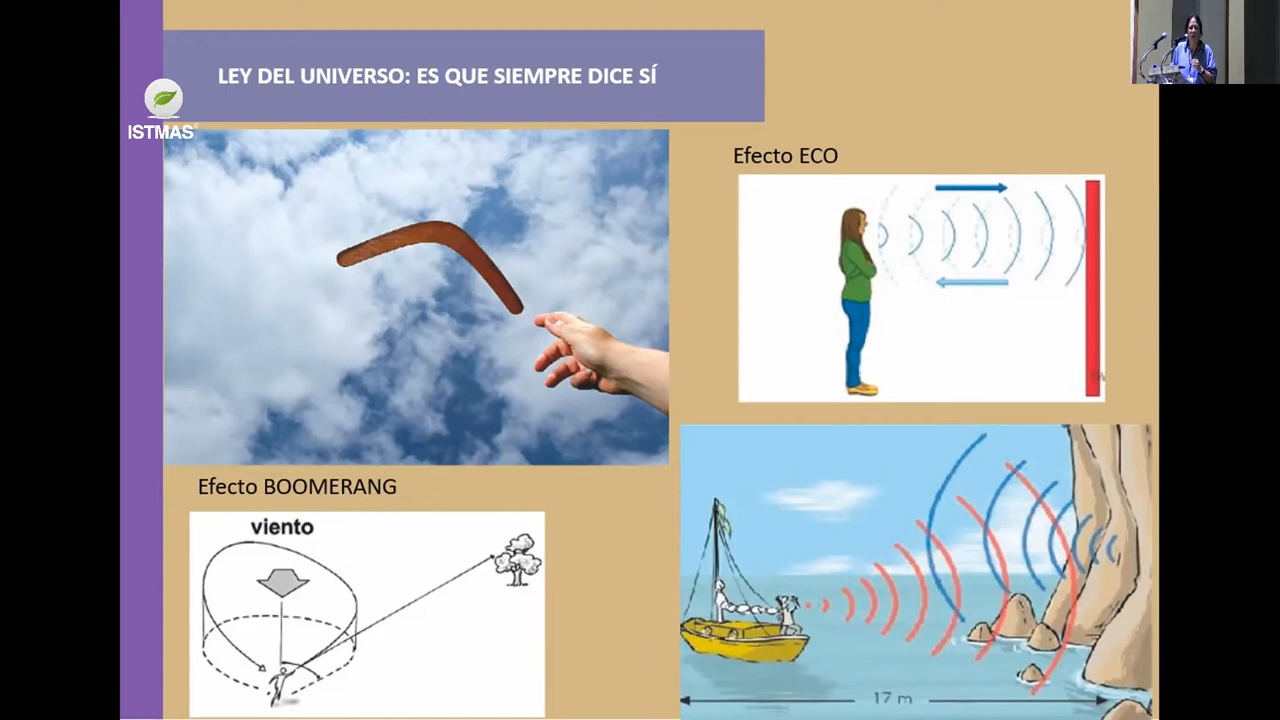 LEY DEL UNIVERSO: ES QUE SIEMPRE DICE SÍ
ISTMAS
Efecto ECO
Efecto BOOMERANG
viento
17 m